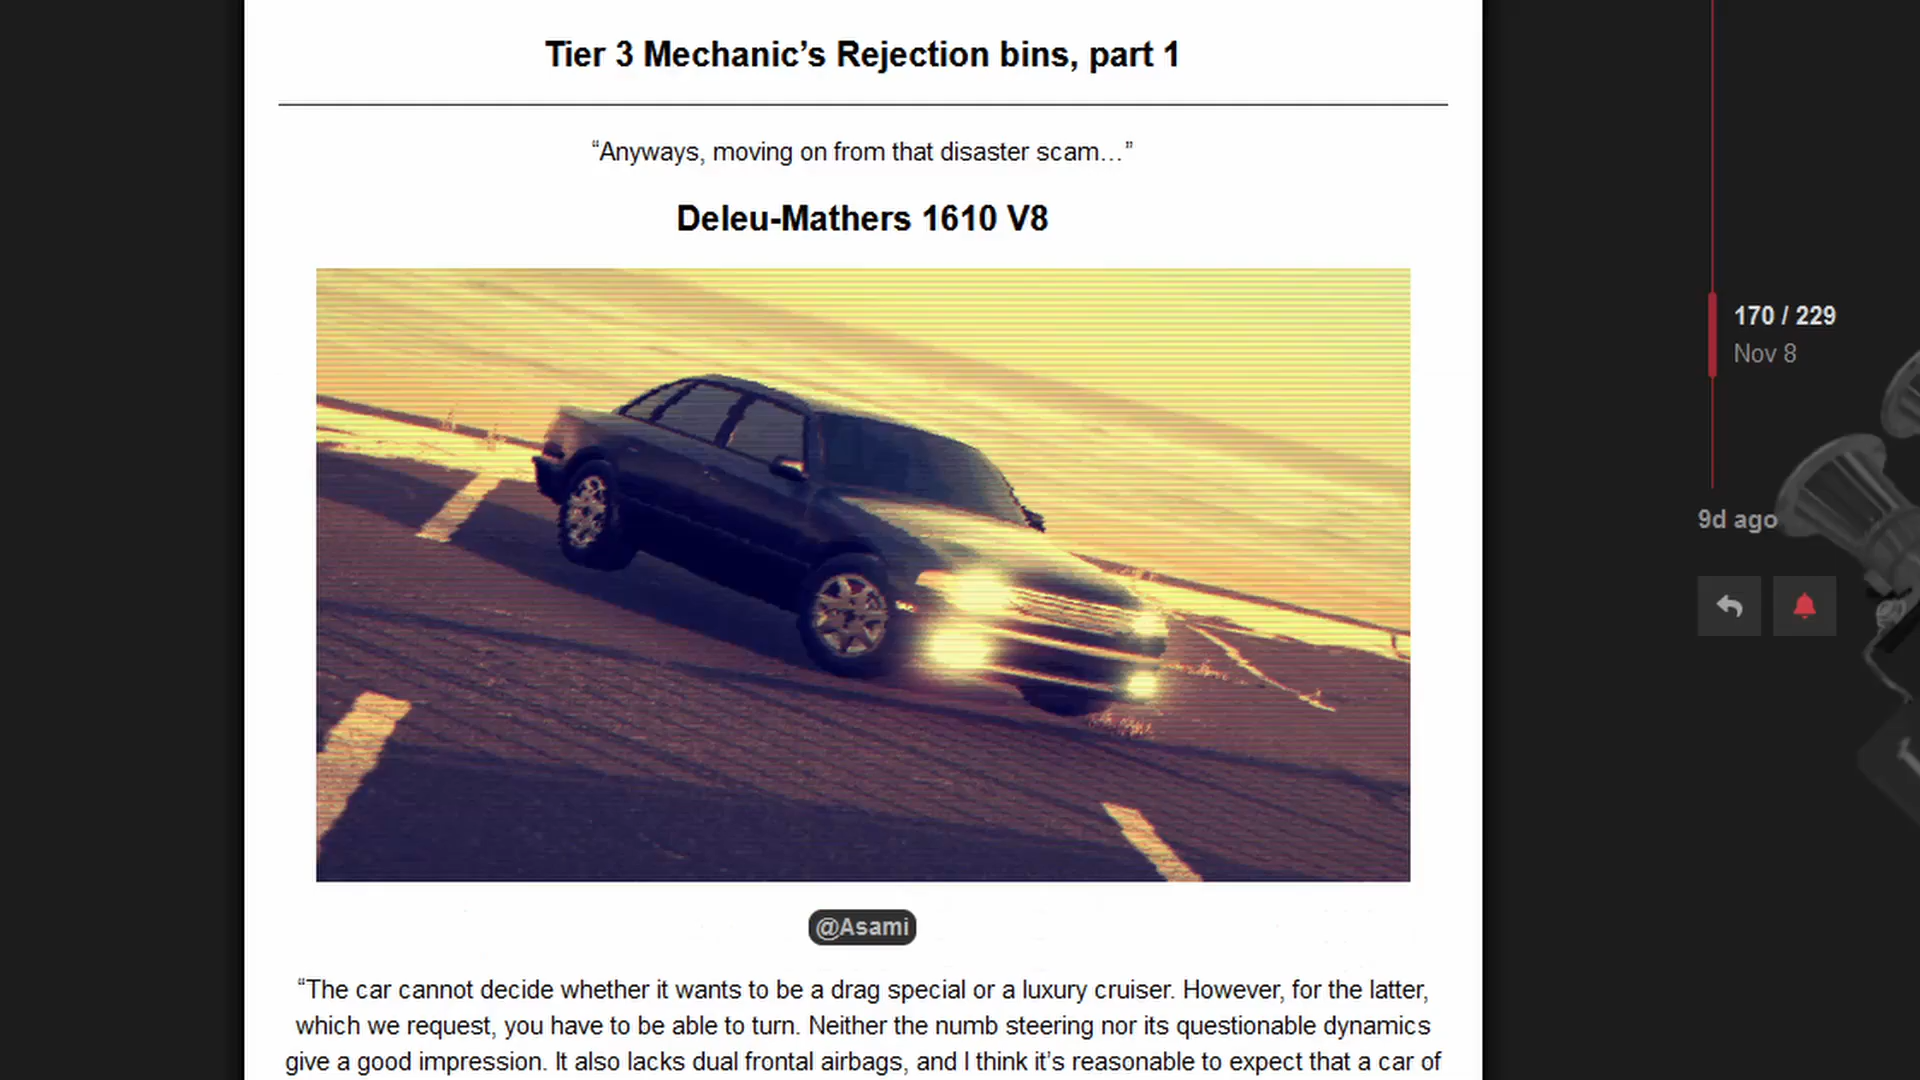 Tier 3 Mechanic’s Rejection bins, part 1
“Anyways, moving on from that disaster scam…”
Deleu-Mathers 1610 V8
170 / 229
Nov 8
9d ago
@Asami
“The car cannot decide whether it wants to be a drag special or a luxury cruiser. However, for the latter,
which we request, you have to be able to turn. Neither the numb steering nor its questionable dynamics
give a good impression. It also lacks dual frontal airbags, and I think it’s reasonable to expect that a car of